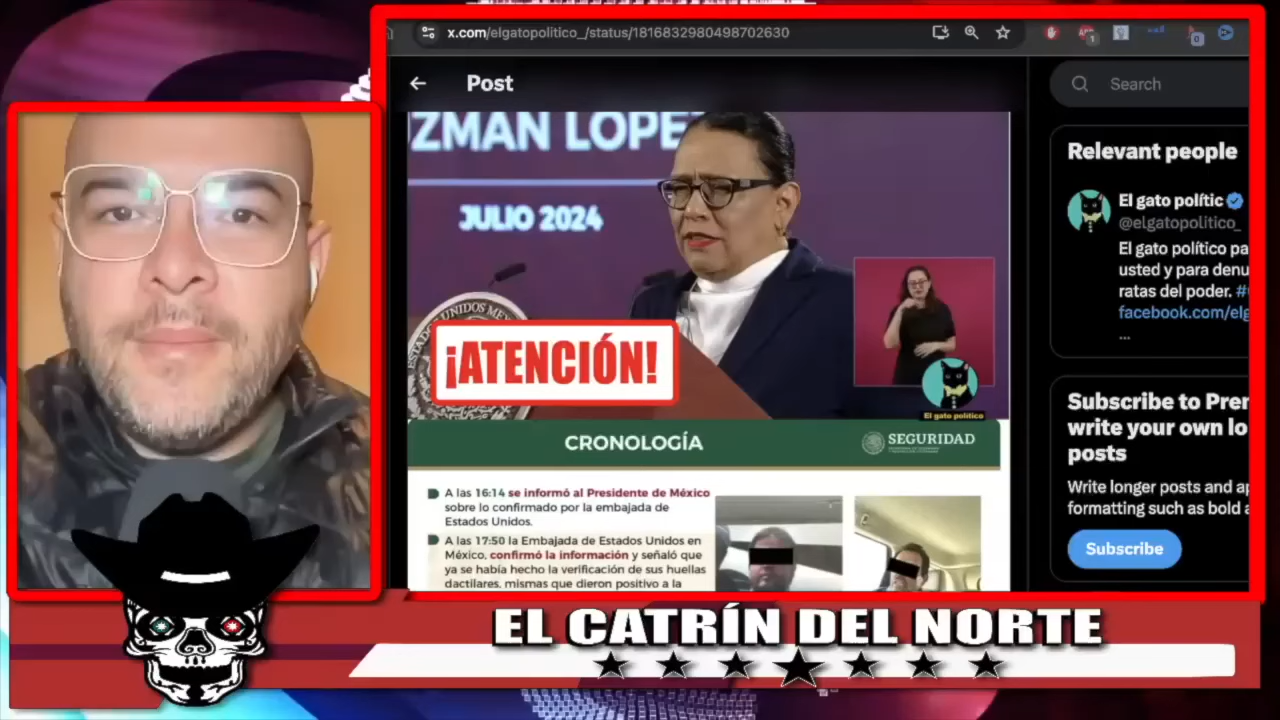 x.com/elgatopolitico_/status/1816832980498702630
Post
Search
Relevant people
El gato polític
@elgatopolitico_
El gato político pa
usted y para denu
ratas del poder. #
facebook.com/elg
...
Subscribe to Pre
write your own lo
posts
Write longer posts and a
formatting such as bold a
Subscribe
ZMÁN LÓPE
JULIO 2024
UNIDOS MEX
¡ATENCIÓN!
El gato político
CRONOLOGÍA
SEGURIDAD
A las 16:14 se informó al Presidente de México
sobre lo confirmado por la embajada de
Estados Unidos.
A las 17:50 la Embajada de Estados Unidos en
México, confirmó la información y señaló que
ya se había hecho la verificación de sus huellas
dactilares, mismas que dieron positivo a la
EL CATRÍN DEL NORTE